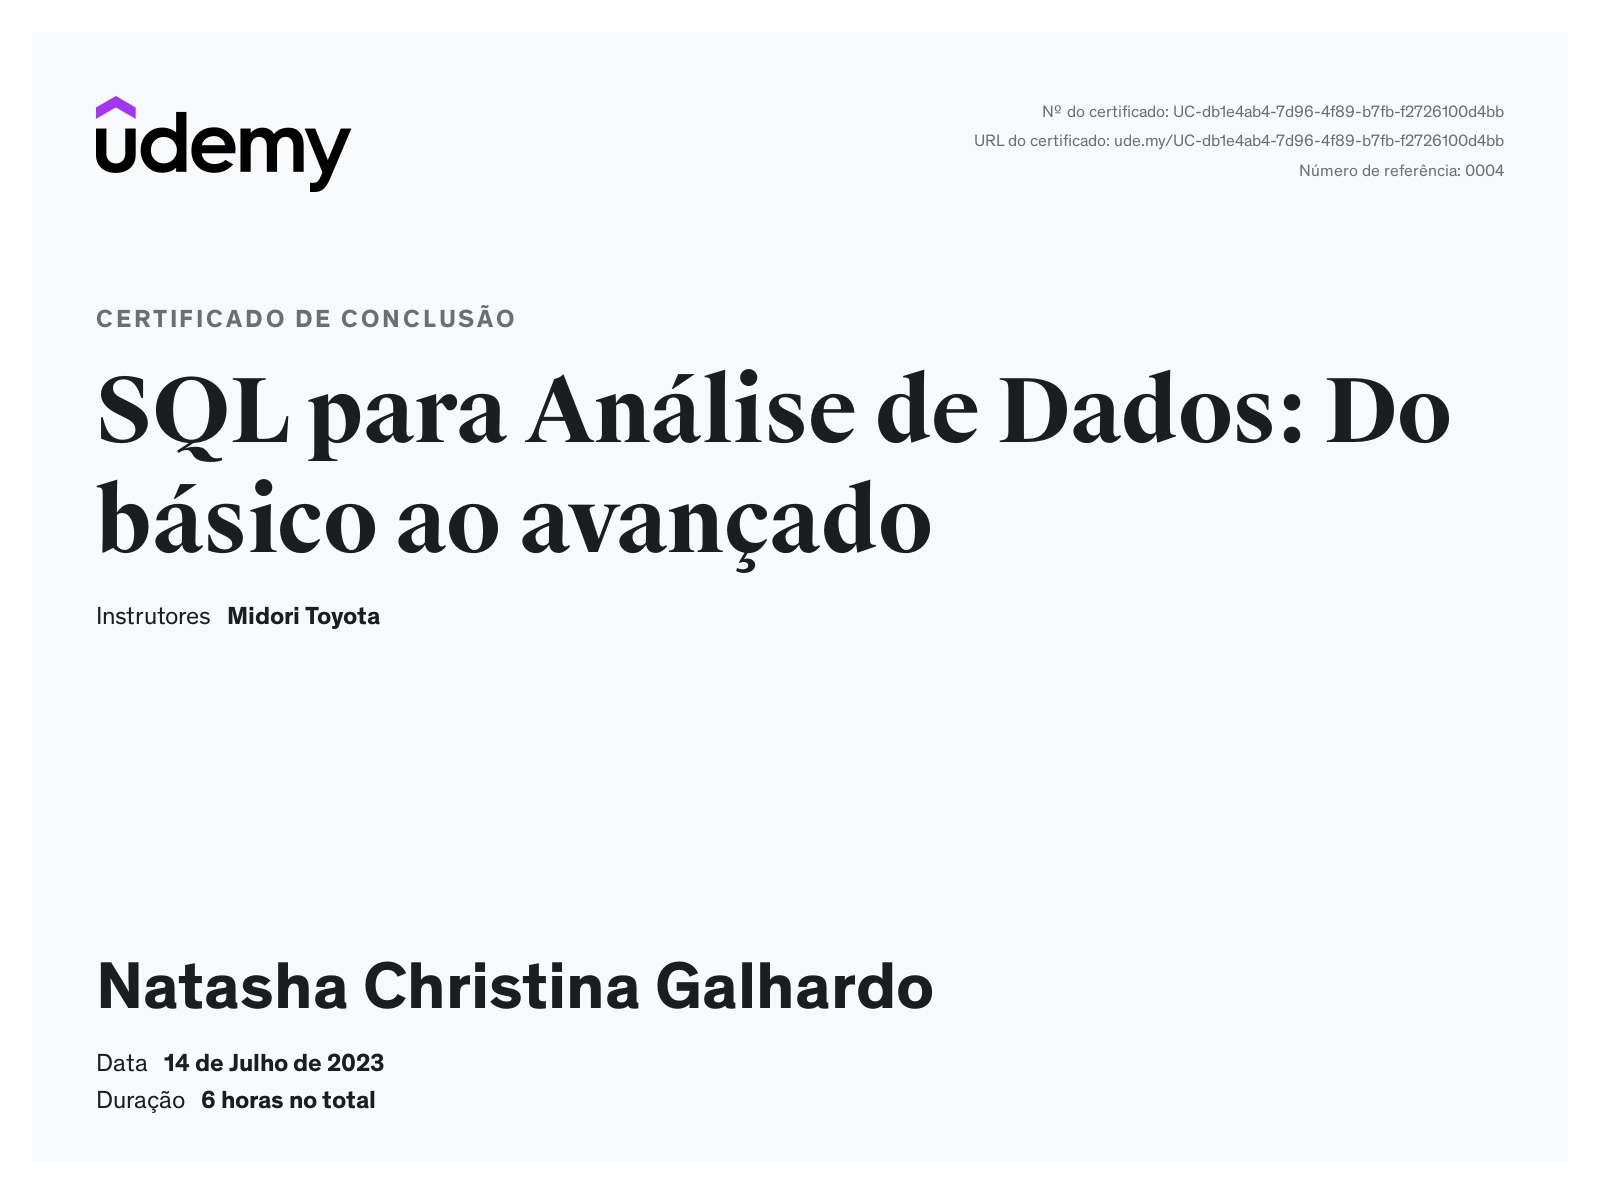 udemy
Nº do certificado: UC-db1e4ab4-7d96-4f89-b7fb-f2726100d4bb
URL do certificado: ude.my/UC-db1e4ab4-7d96-4f89-b7fb-f2726100d4bb
Número de referência: 0004
CERTIFICADO DE CONCLUSÃO
SQL para Análise de Dados: Do
básico ao avançado
Instrutores Midori Toyota
Natasha Christina Galhardo
Data 14 de Julho de 2023
Duração 6 horas no total